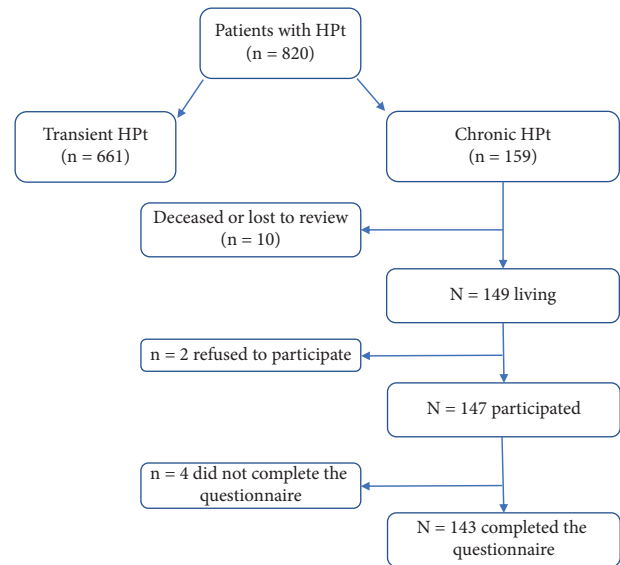 Patients with HPt
(n = 820)
Transient HPt
(n = 661)
Chronic HPt
(n = 159)
Deceased or lost to review
(n = 10)
N = 149 living
n = 2 refused to participate
N = 147 participated
n = 4 did not complete the
questionnaire
N = 143 completed the
questionnaire